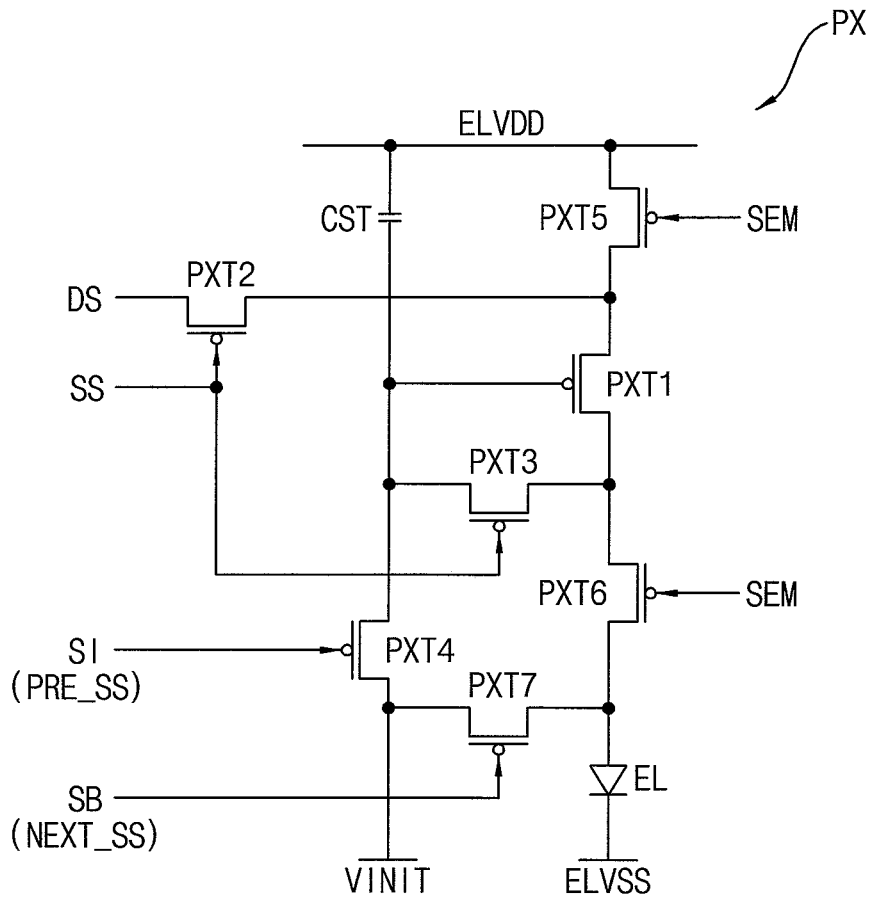 PX
ELVDD
CST
PXT5
SEM
PXT2
DS
SS
PXT1
PXT3
PXT6
SEM
SI
(PRE_SS)
PXT4
PXT7
SB
(NEXT_SS)
EL
VINIT
ELVSS